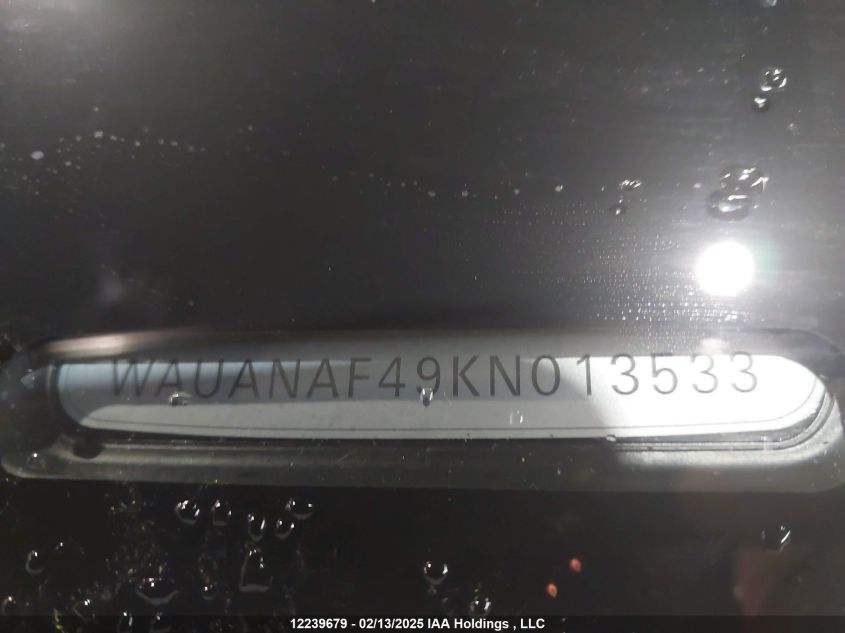 WAUANAF49KN013533
12239679 - 02/13/2025 IAA Holdings , LLC